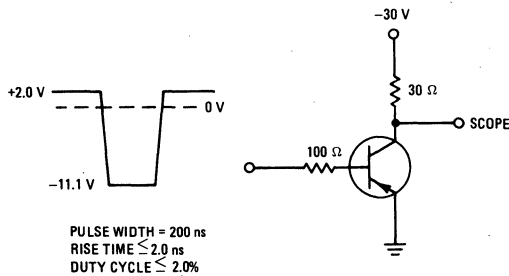 -30 V
30 Ω
+2.0 V
0 V
SCOPE
100 Ω
-11.1 V
PULSE WIDTH = 200 ns
RISE TIME ≤ 2.0 ns
DUTY CYCLE ≤ 2.0%